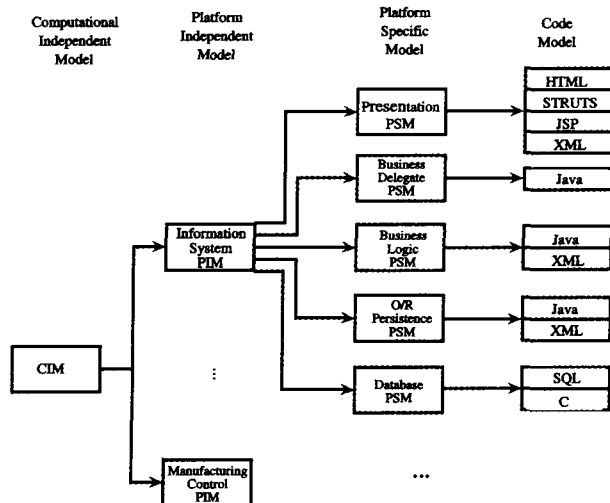 Computational
Independent
Model
Platform
Independent
Model
Platform
Specific
Model
Code
Model
Presentation
PSM
HTML
STRUTS
JSP
XML
Business
Delegate
PSM
Java
Information
System
PIM
Business
Logic
PSM
Java
XML
O/R
Persistence
PSM
Java
XML
CIM
...
Database
PSM
SQL
C
Manufacturing
Control
PIM
...